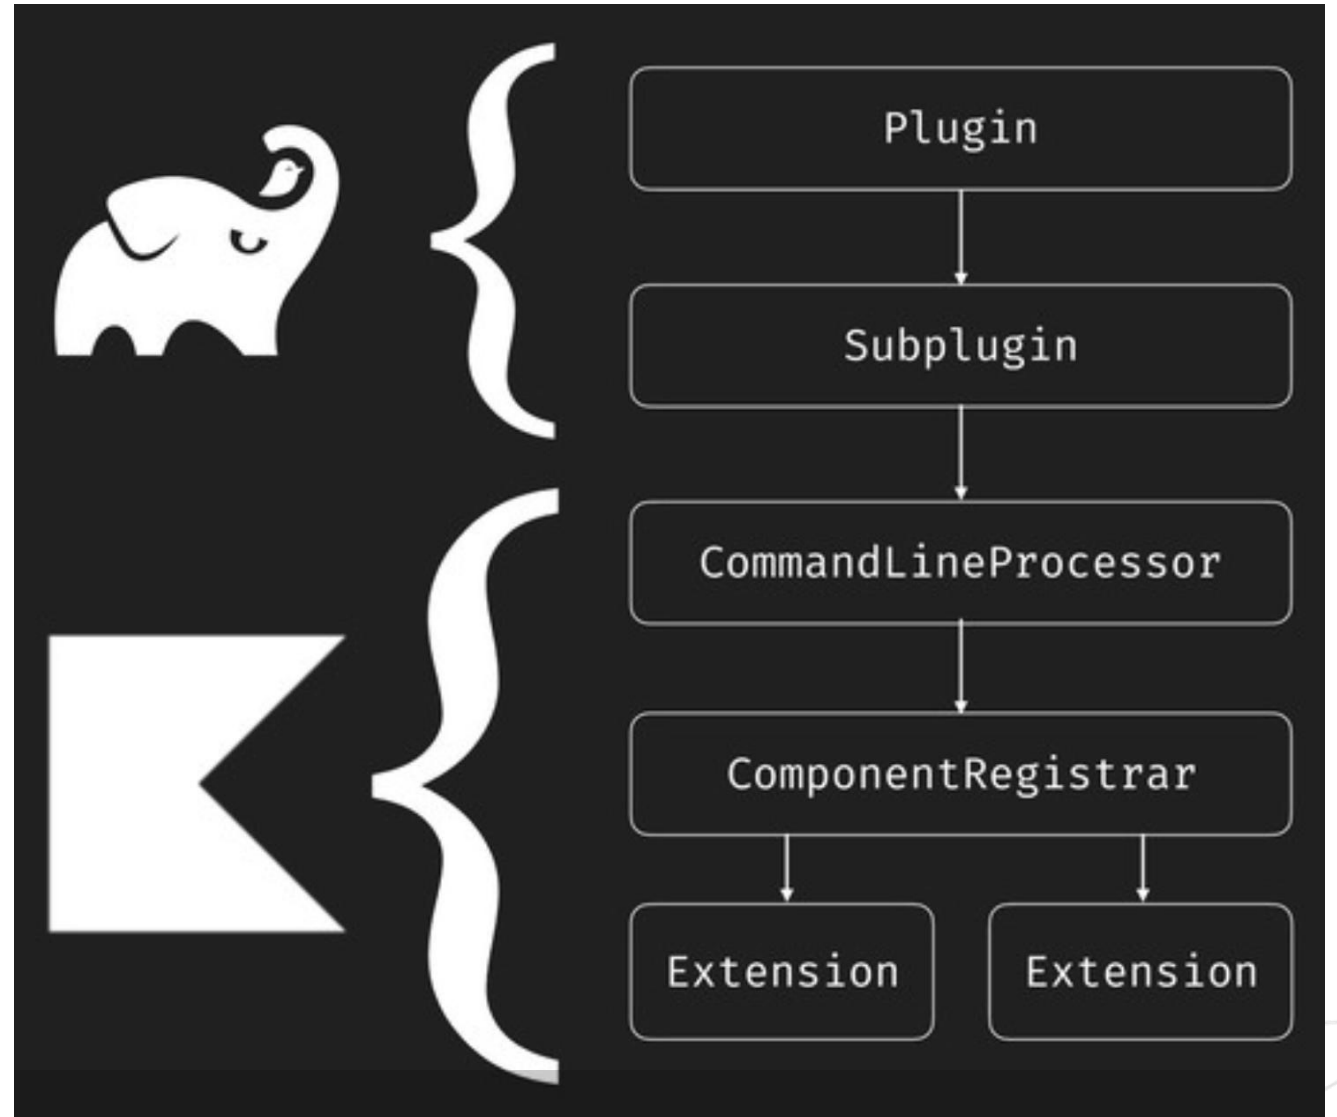 Plugin
Subplugin
CommandLineProcessor
ComponentRegistrar
Extension
Extension